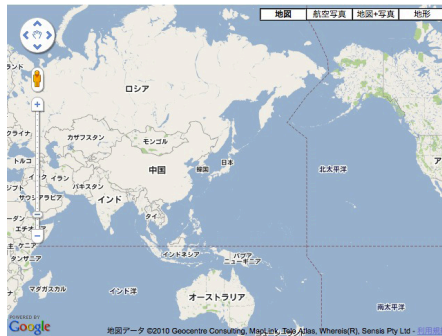 地図 航空写真 地図+写真 地形
ロシア
カザフスタン
モンゴル
トルコ
中国
韓国
日本
イラン
北太平洋
パキスタン
サウジアラビア
インド
タイ
ケニア
インドネシア
パプア
ニューギニア
タンザニア
マダガスカル
インド洋
オーストラリア
南太平洋
POWERED BY
Google
地図データ ©2010 Geocentre Consulting, MapLink, Tele Atlas, Whereis(R), Sensis Pty Ltd -